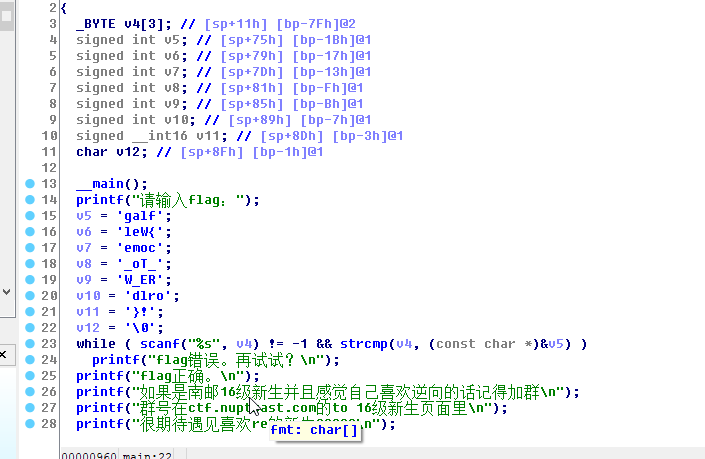 2 {
3 _BYTE v4[3]; // [sp+11h] [bp-7Fh]@2
4 signed int v5; // [sp+75h] [bp-1Bh]@1
5 signed int v6; // [sp+79h] [bp-17h]@1
6 signed int v7; // [sp+7Dh] [bp-13h]@1
7 signed int v8; // [sp+81h] [bp-Fh]@1
8 signed int v9; // [sp+85h] [bp-Bh]@1
9 signed int v10; // [sp+89h] [bp-7h]@1
10 signed __int16 v11; // [sp+8Dh] [bp-3h]@1
11 char v12; // [sp+8Fh] [bp-1h]@1
12
13 __main();
14 printf("请输入flag：");
15 v5 = 'galf';
16 v6 = 'leW{';
17 v7 = 'emoc';
18 v8 = '_oT_';
19 v9 = 'W_ER';
20 v10 = 'dlro';
21 v11 = '}!';
22 v12 = '\0';
23 while ( scanf("%s", v4) != -1 && strcmp(v4, (const char *)&v5) )
24 printf("flag错误。再试试？\n");
25 printf("flag正确。\n");
26 printf("如果是南邮16级新生并且感觉自己喜欢逆向的话记得加群\n");
27 printf("群号在ctf.nuptsast.com的to 16级新生页面里\n");
28 printf("很期待遇见喜欢re的新生\n");
fmt: char[]
00000960 main:22